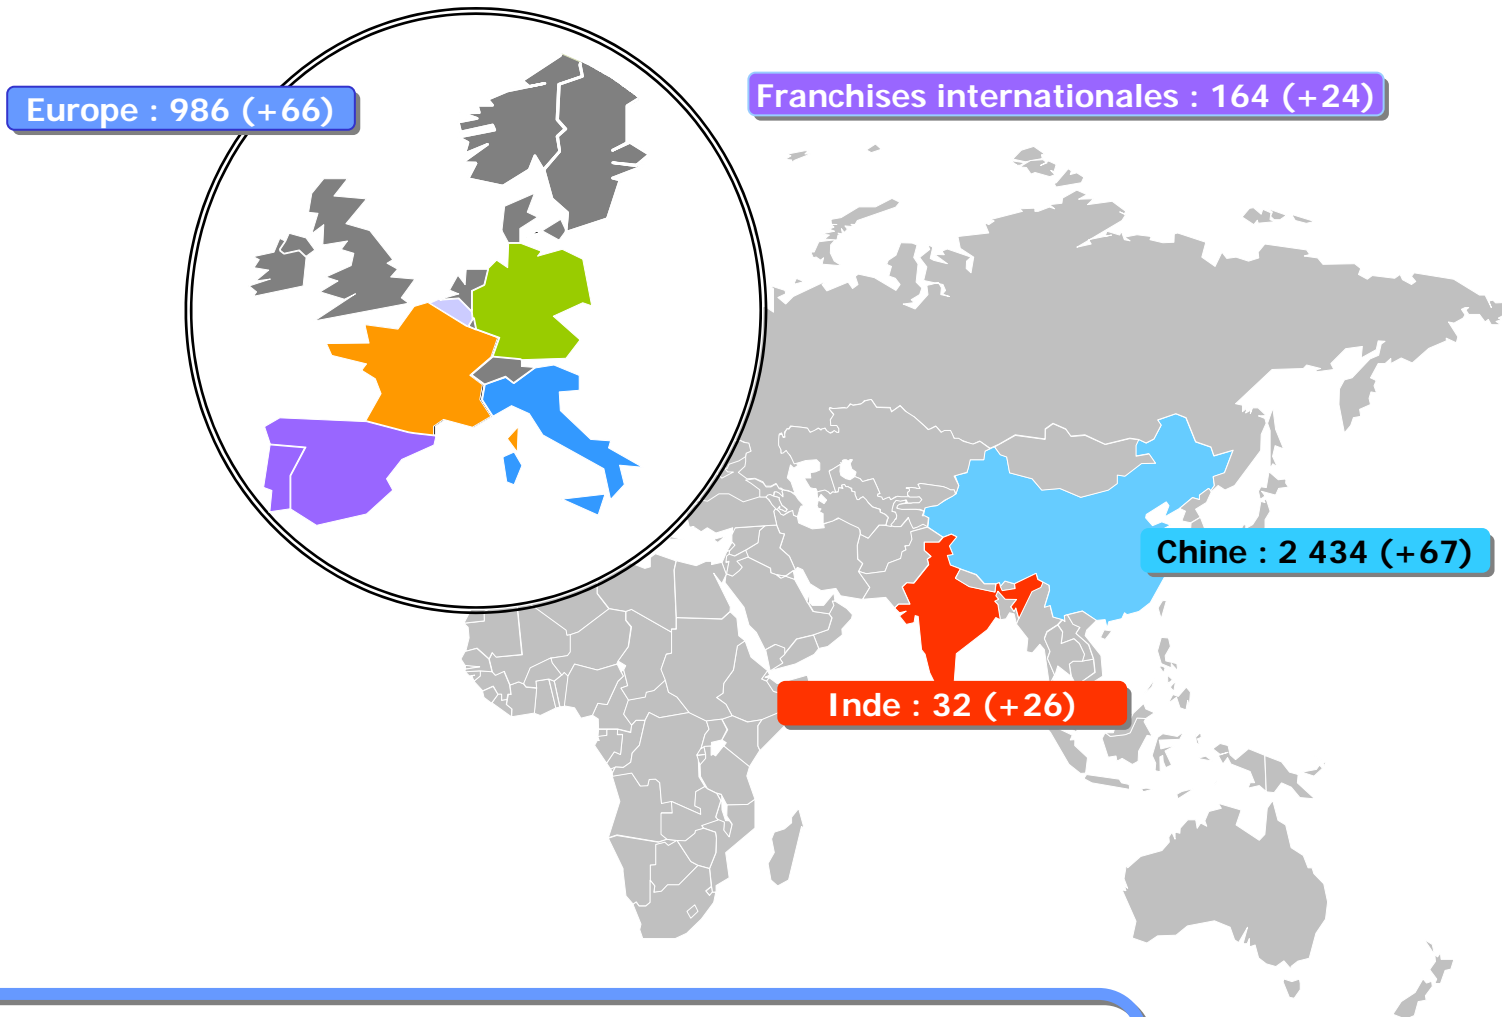 Europe : 986 (+66)
Franchises internationales : 164 (+24)
Chine : 2 434 (+67)
Inde : 32 (+26)